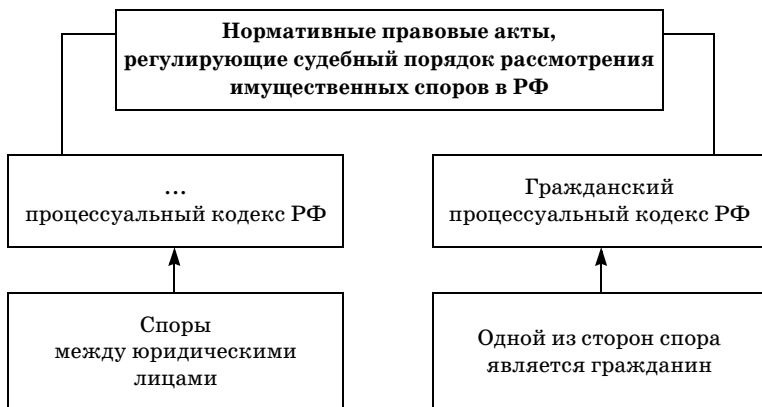 Нормативные правовые акты,
регулирующие судебный порядок рассмотрения
имущественных споров в РФ
...
процессуальный кодекс РФ
Гражданский
процессуальный кодекс РФ
Споры
между юридическими
лицами
Одной из сторон спора
является гражданин